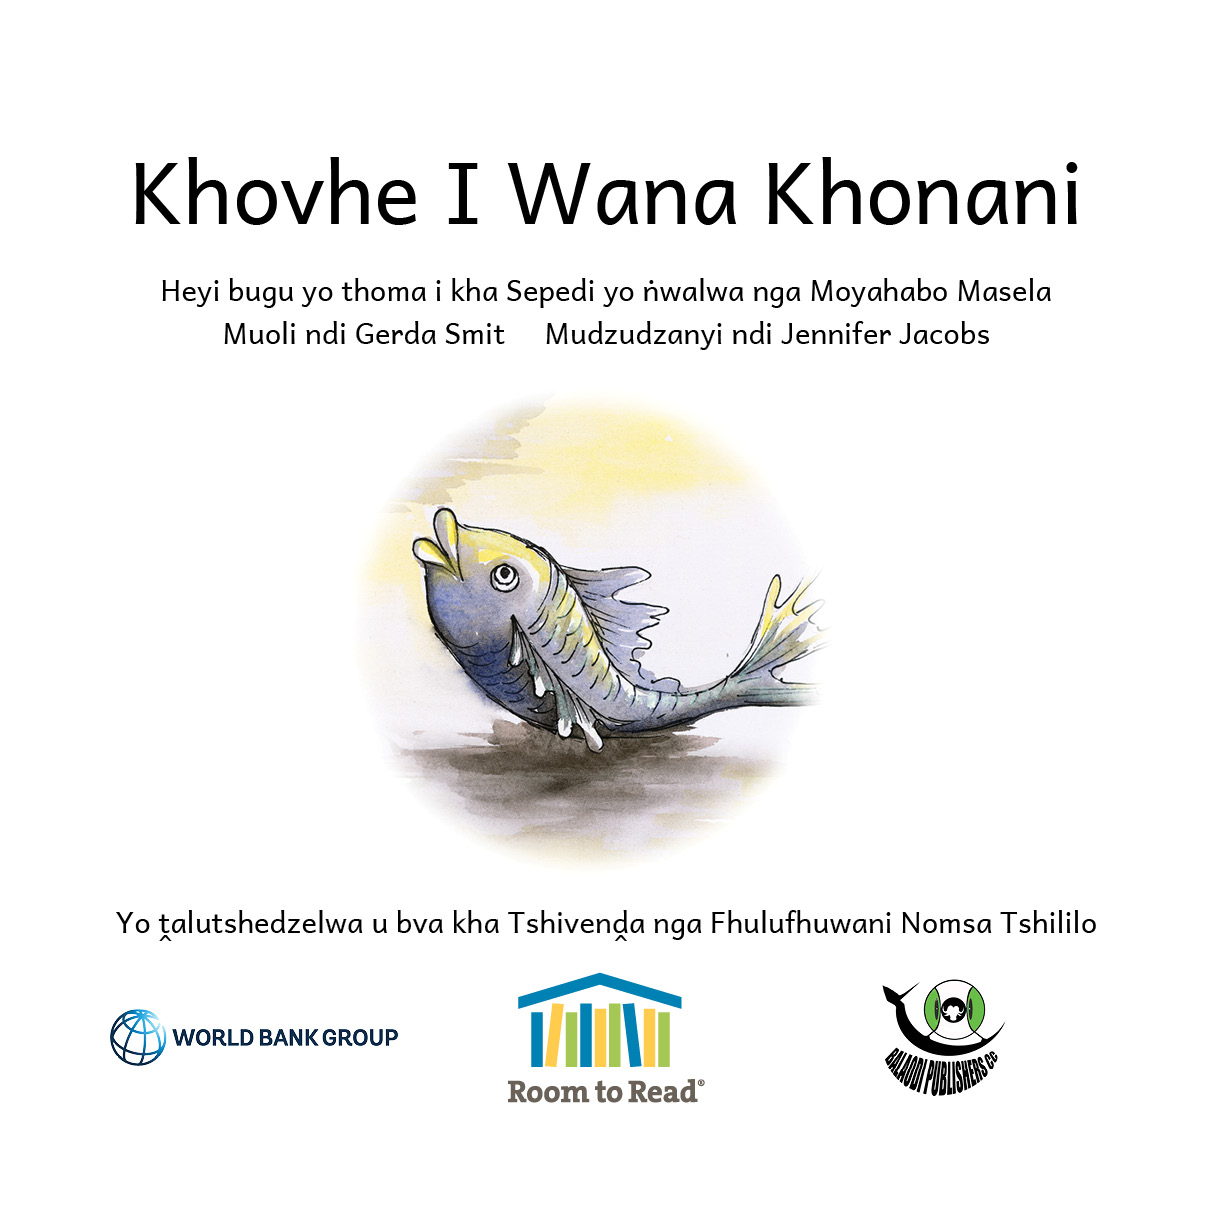 Khovhe I Wana Khonani
Heyi bugu yo thoma i kha Sepedi yo ṅwalwa nga Moyahabo Masela
Muoli ndi Gerda Smit Mudzudzanyi ndi Jennifer Jacobs
Yo ṱalutshedzelwa u bva kha Tshivenḓa nga Fhulufhuwani Nomsa Tshililo
WORLD BANK GROUP
Room to Read®
BALAODI PUBLISHERS CC